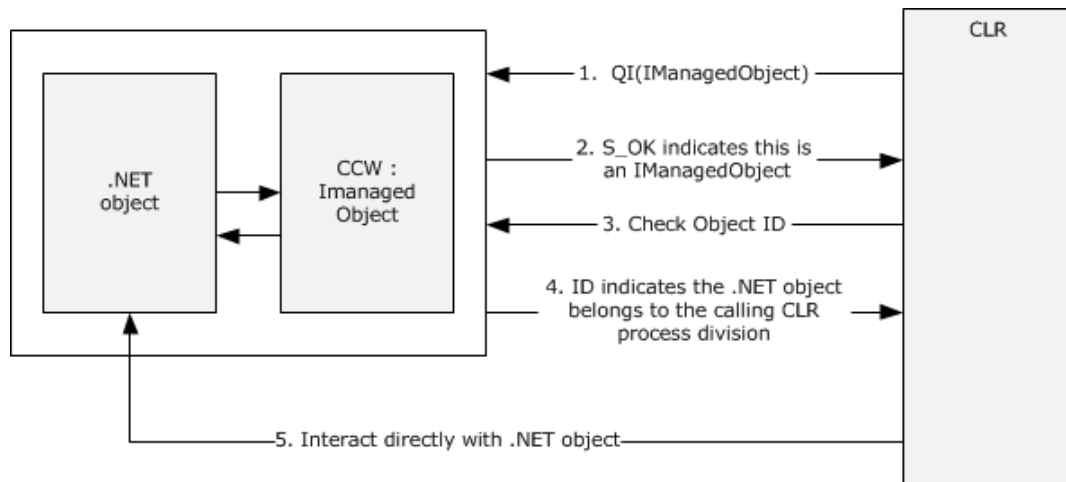 CLR
1. QI(IManagedObject)
.NET
object
CCW :
Imanaged
Object
2. S_OK indicates this is
an IManagedObject
3. Check Object ID
4. ID indicates the .NET object
belongs to the calling CLR
process division
5. Interact directly with .NET object